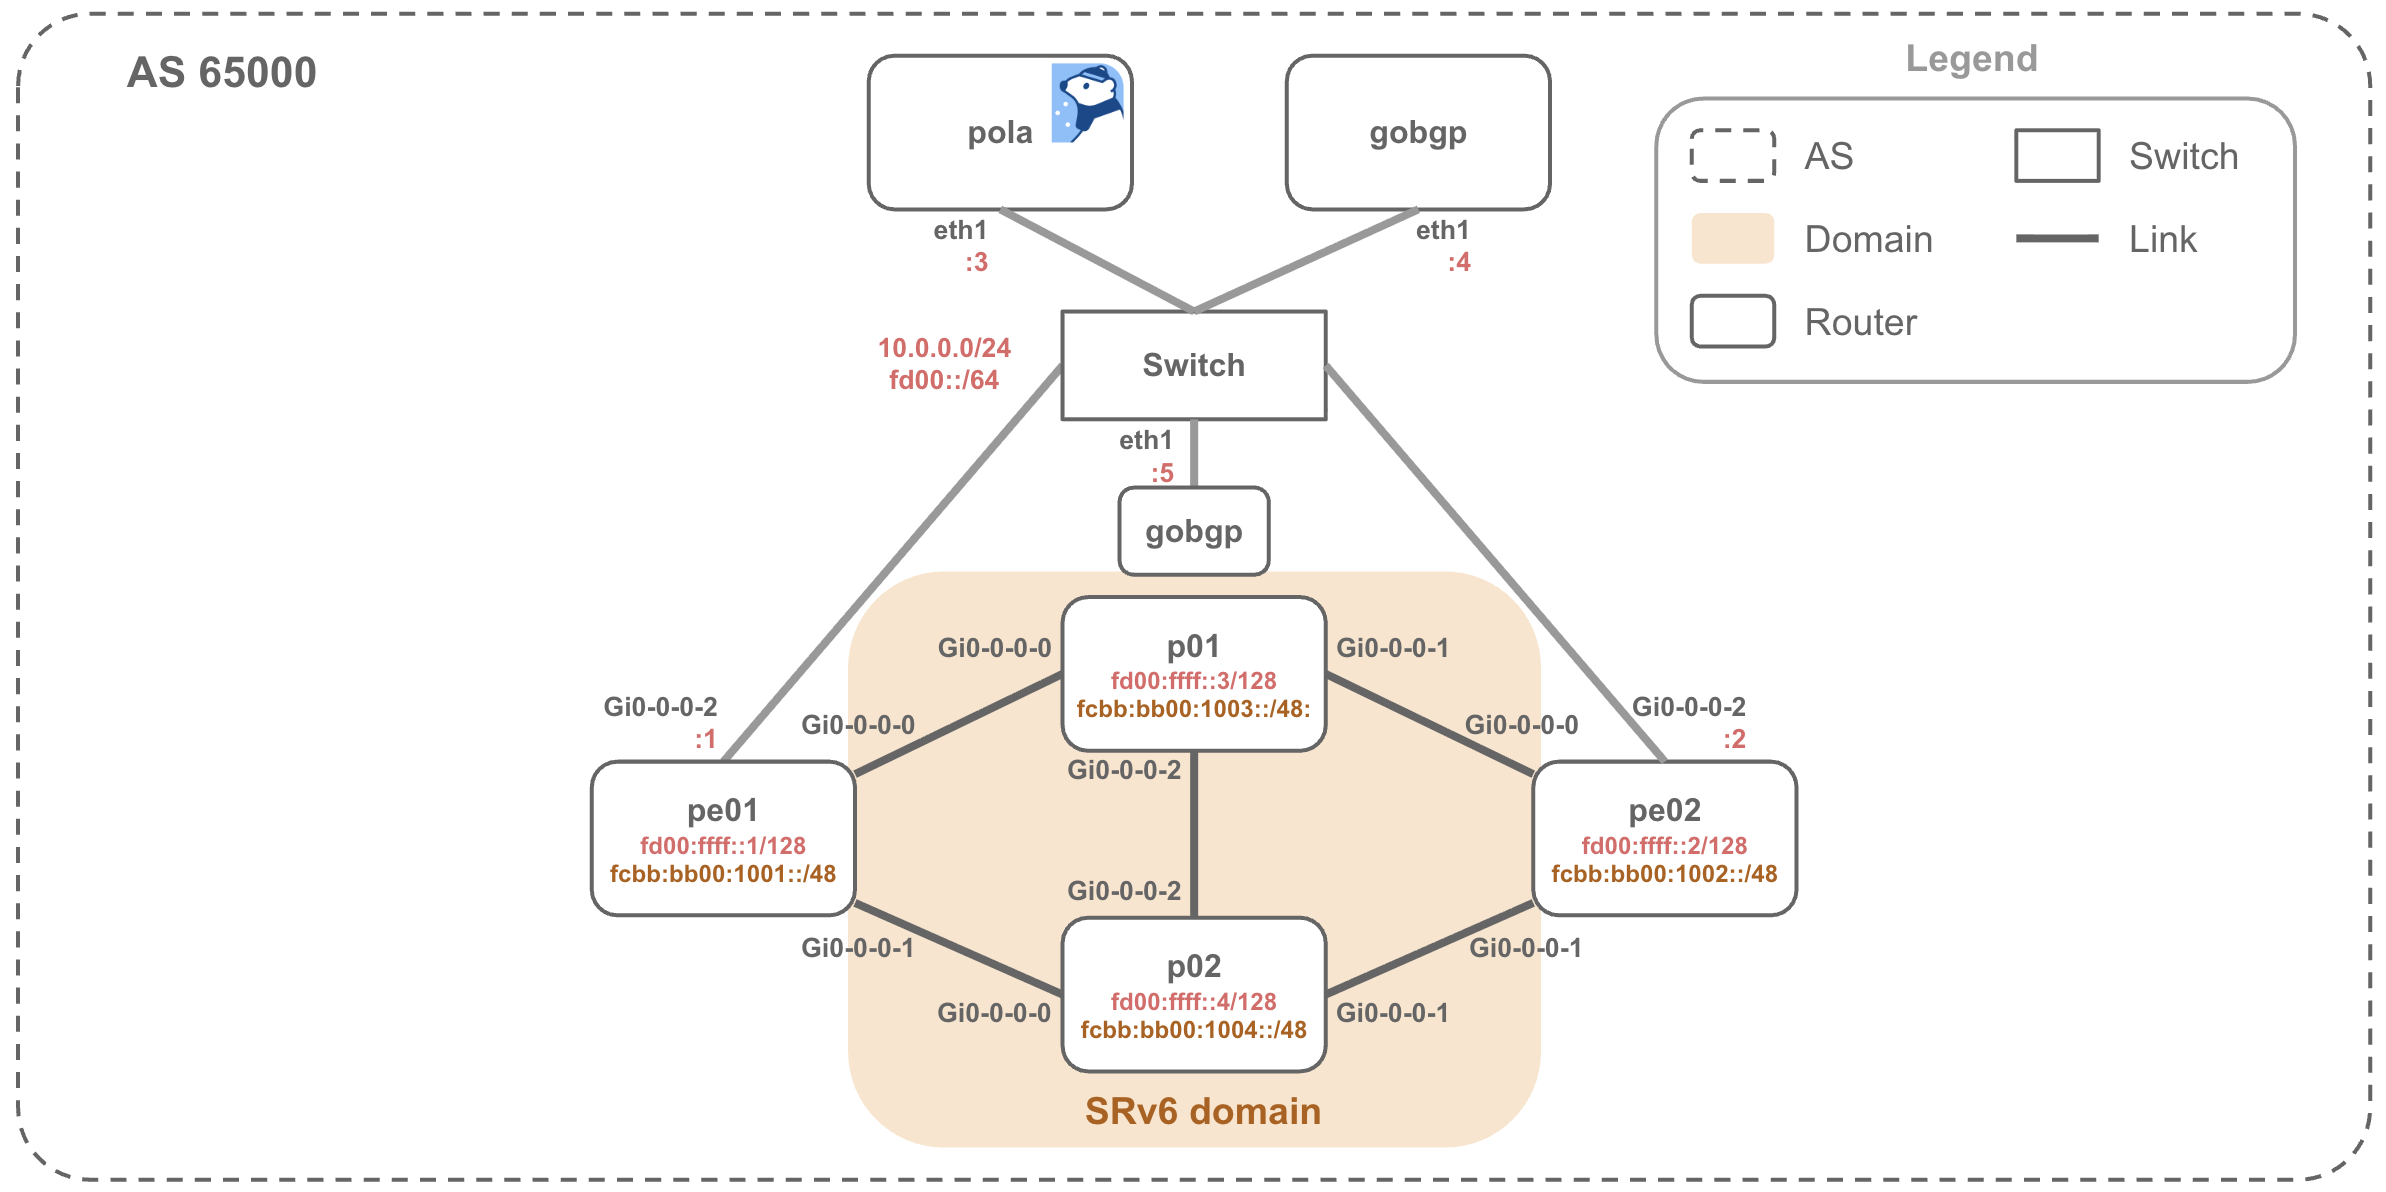 AS 65000
pola
gobgp
Legend
AS
Switch
Domain
Link
Router
eth1
:3
eth1
:4
10.0.0.0/24
fd00::/64
Switch
eth1
:5
gobgp
Gi0-0-0-0
p01
fd00:ffff::3/128
fcbb:bb00:1003::/48:
Gi0-0-0-1
Gi0-0-0-2
:1
Gi0-0-0-0
Gi0-0-0-0
Gi0-0-0-2
:2
Gi0-0-0-2
pe01
fd00:ffff::1/128
fcbb:bb00:1001::/48
pe02
fd00:ffff::2/128
fcbb:bb00:1002::/48
Gi0-0-0-2
Gi0-0-0-1
Gi0-0-0-1
p02
fd00:ffff::4/128
fcbb:bb00:1004::/48
Gi0-0-0-0
Gi0-0-0-1
SRv6 domain